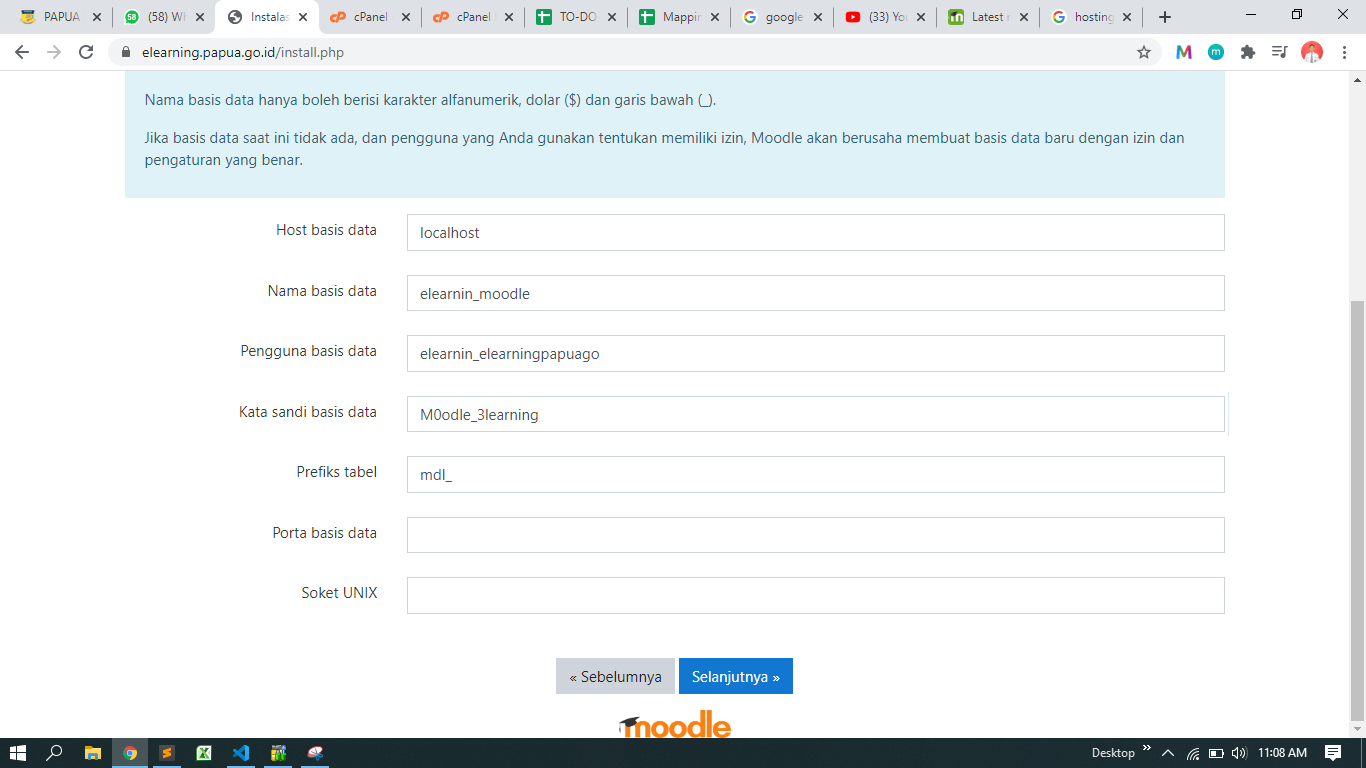 PAPUA
(58) Wh
Instalas
cPanel
cPanel
TO-DO
Mappir
google
(33) You
Latest r
hosting
elearning.papua.go.id/install.php
Nama basis data hanya boleh berisi karakter alfanumerik, dolar ($) dan garis bawah (_).
Jika basis data saat ini tidak ada, dan pengguna yang Anda gunakan tentukan memiliki izin, Moodle akan berusaha membuat basis data baru dengan izin dan
pengaturan yang benar.
Host basis data
localhost
Nama basis data
elearnin_moodle
Pengguna basis data
elearnin_elearningpapuago
Kata sandi basis data
M0odle_3learning
Prefiks tabel
mdl_
Porta basis data
Soket UNIX
« Sebelumnya
Selanjutnya »
moodle
Desktop
11:08 AM